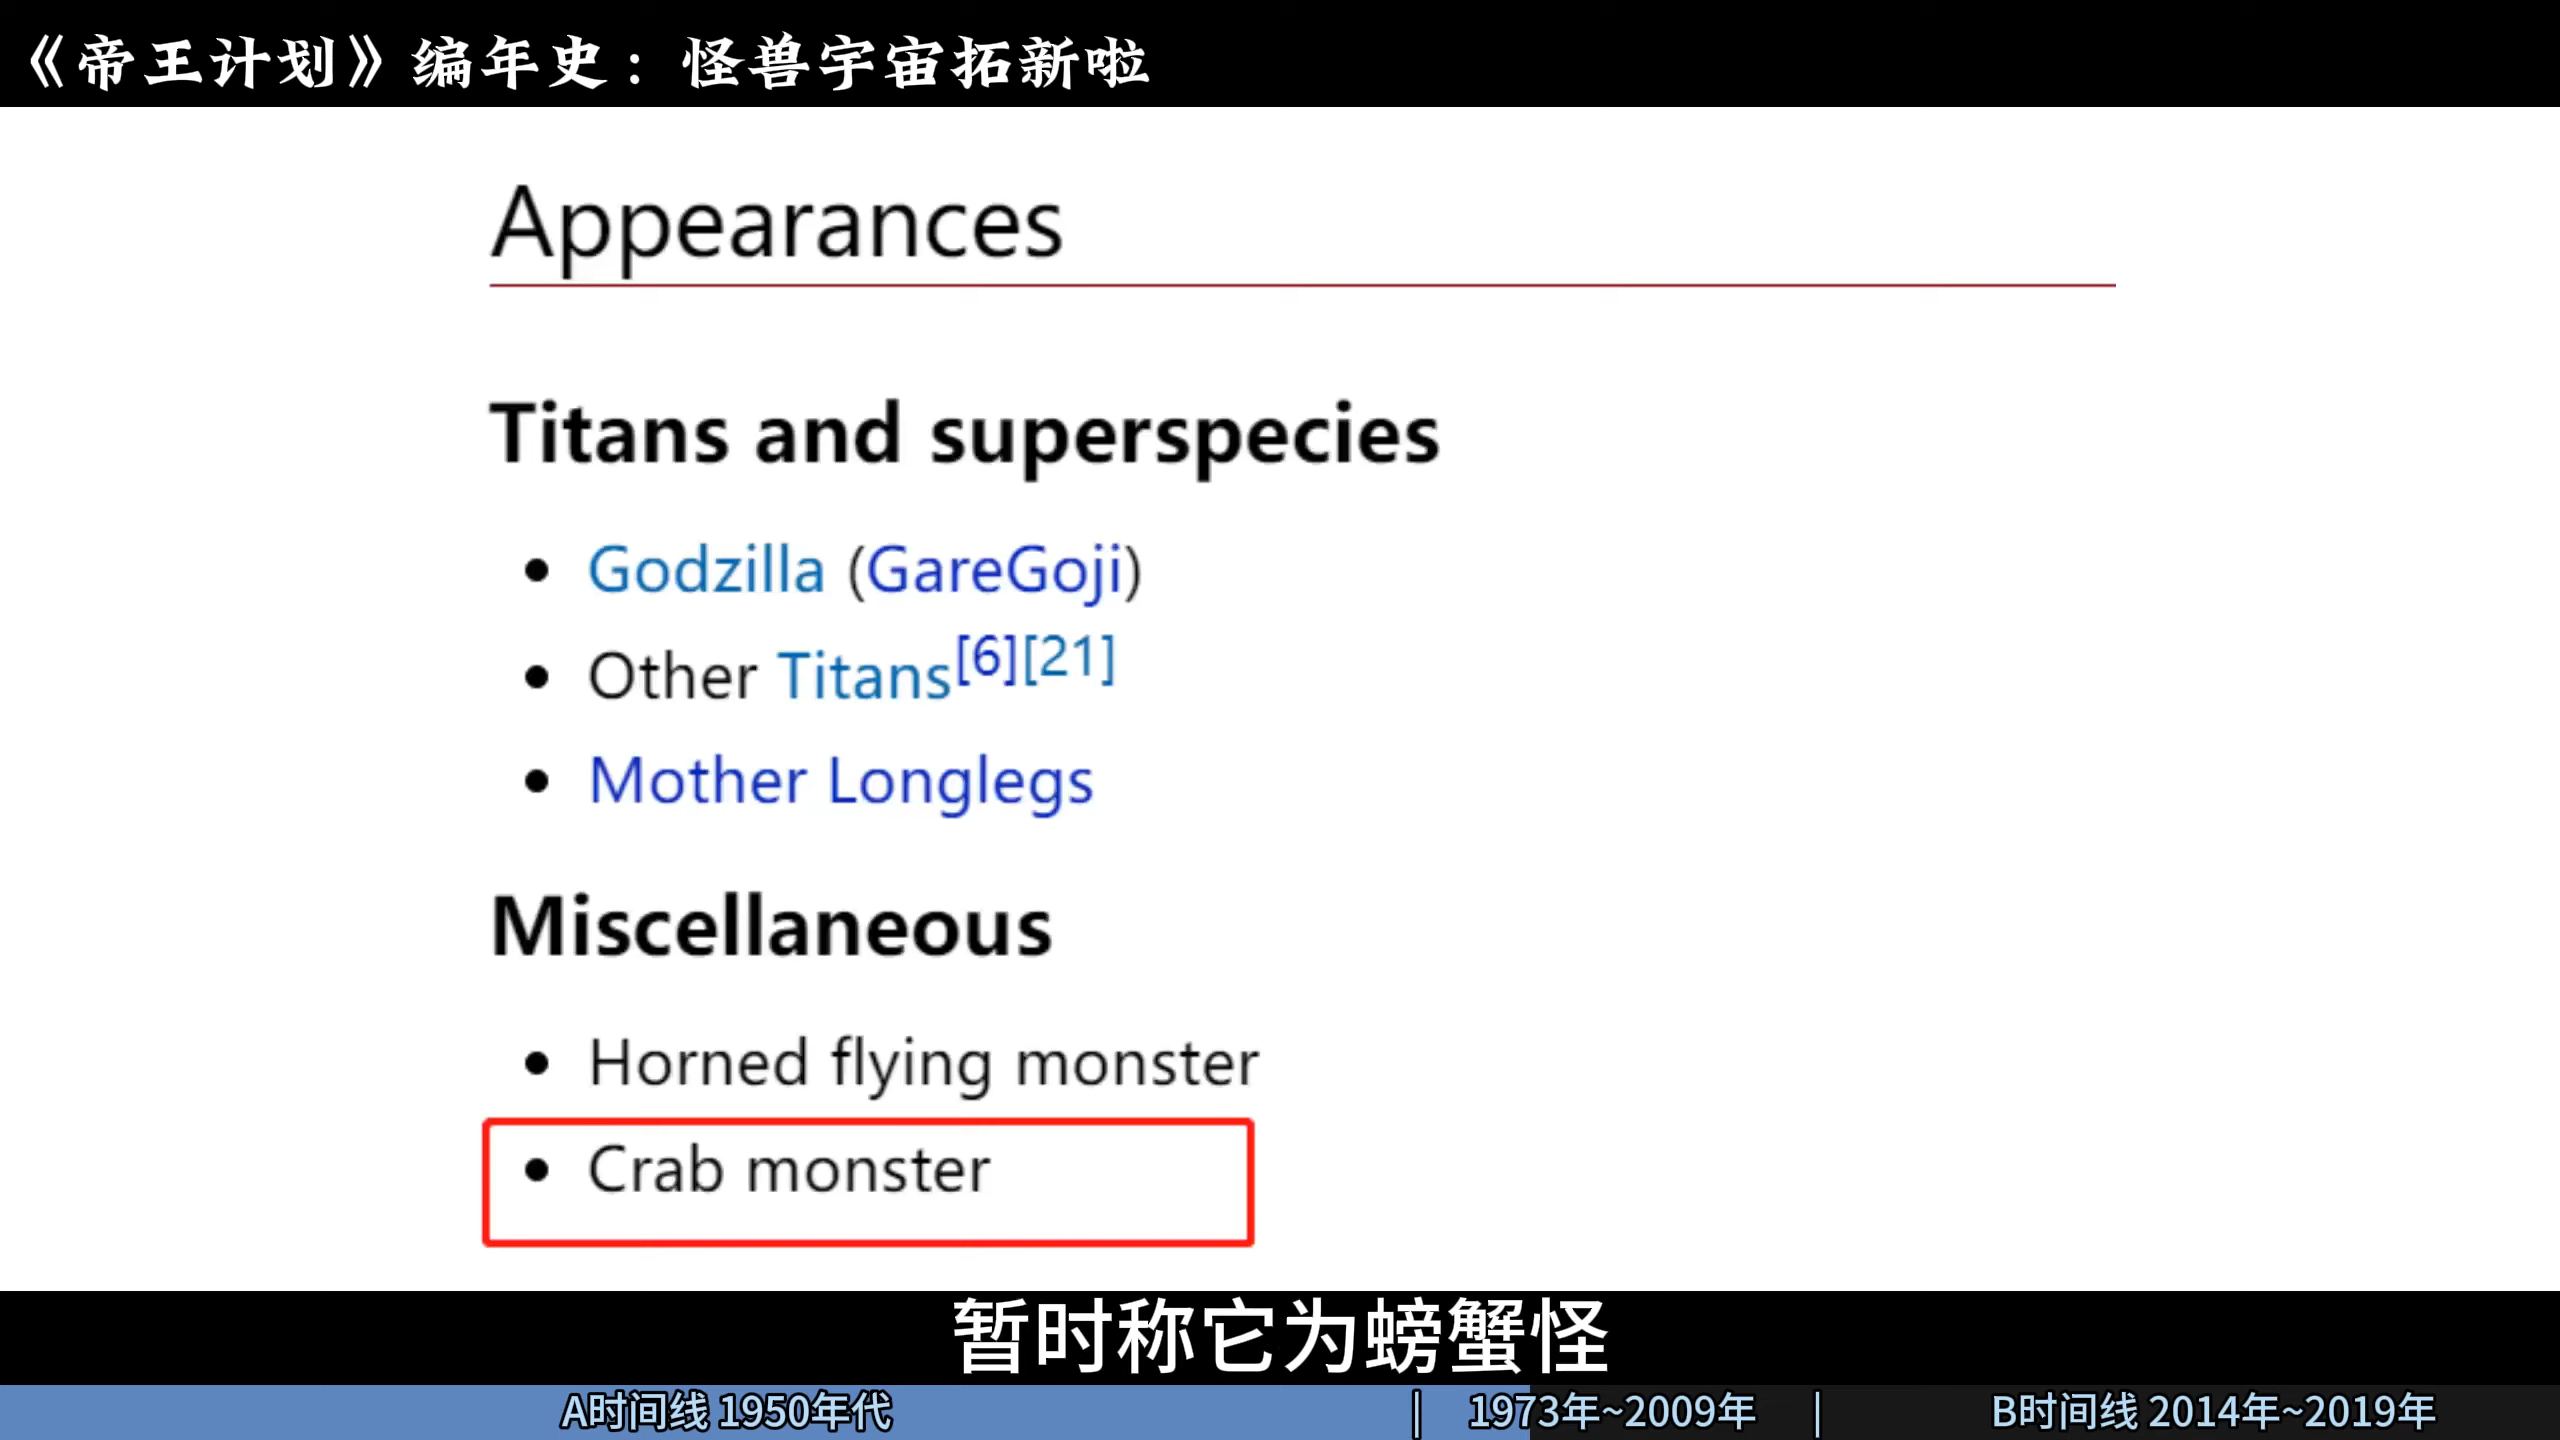 《帝王计划》编年史：怪兽宇宙拓新啦
Appearances
Titans and superspecies
• Godzilla (GareGoji)
• Other Titans[6][21]
• Mother Longlegs
Miscellaneous
• Horned flying monster
• Crab monster
暂时称它为螃蟹怪
A时间线 1950年代 | 1973年~2009年 | B时间线 2014年~2019年